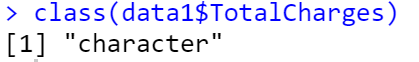 > class(data1$TotalCharges)
[1] "character"